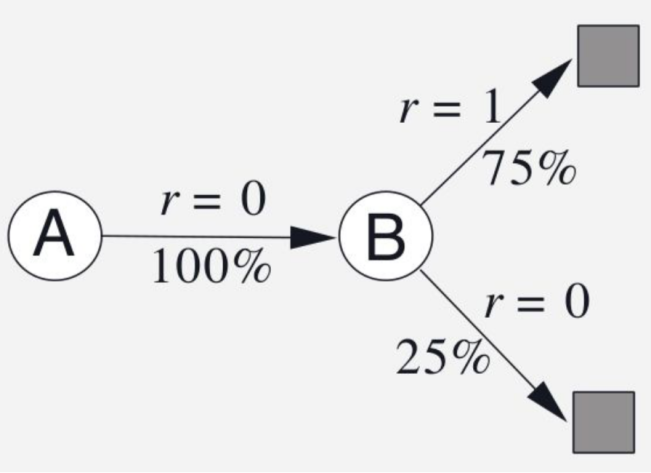 r = 1
75%
A
r = 0
100%
B
r = 0
25%